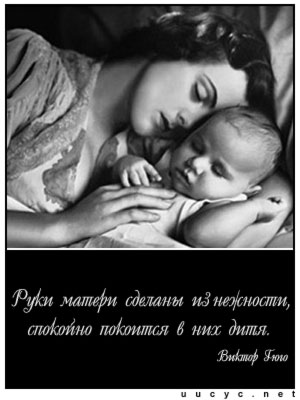 Руки матери сделаны из нежности,
спокойно покоится в них дитя.
Виктор Гюго
uucyc.net